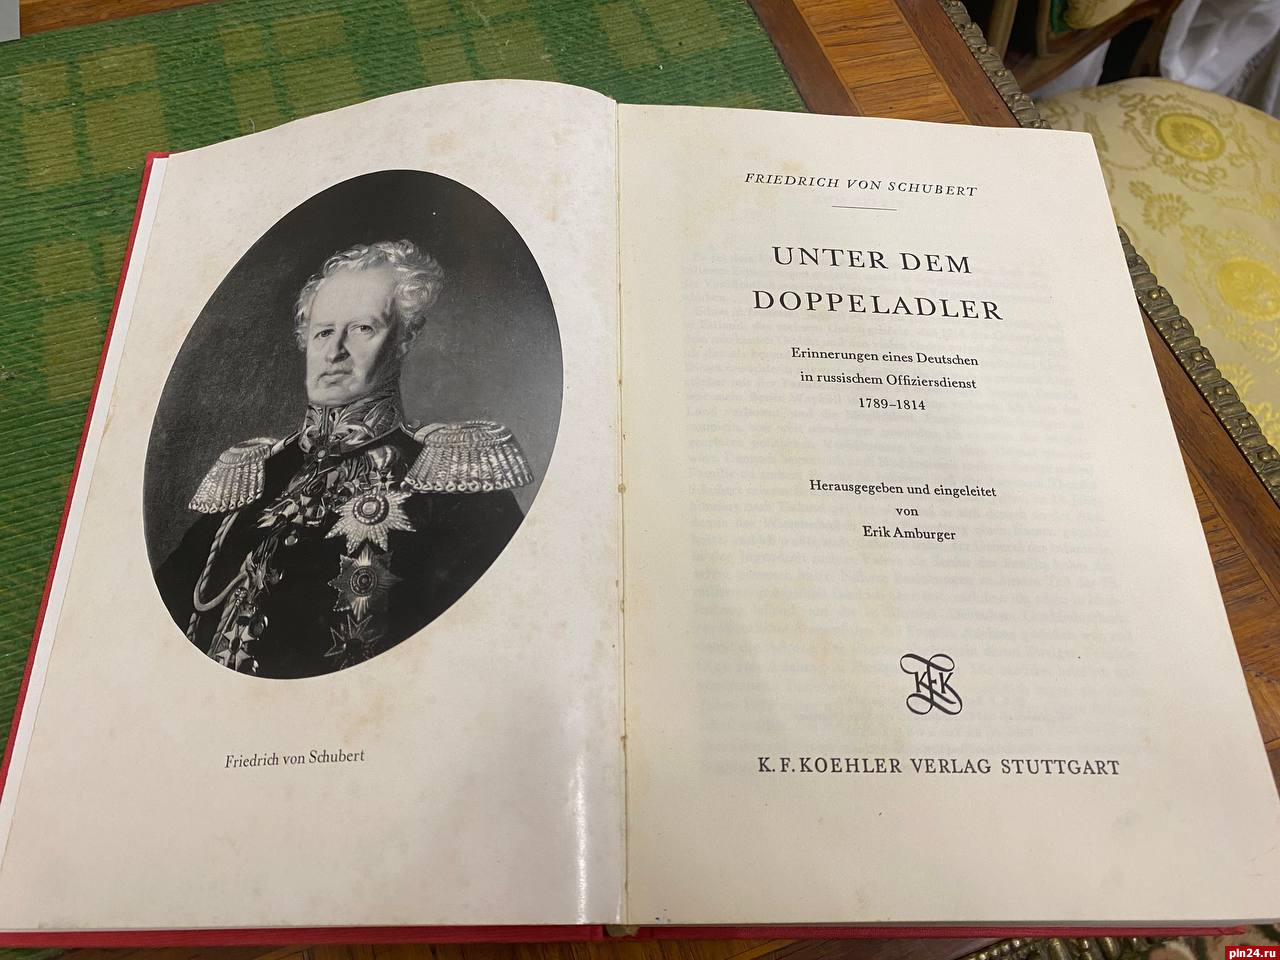 Friedrich von Schubert
FRIEDRICH VON SCHUBERT
UNTER DEM
DOPPELADLER
Erinnerungen eines Deutschen
in russischem Offiziersdienst
1789–1814
Herausgegeben und eingeleitet
von
Erik Amburger
KFK
K. F. KOEHLER VERLAG STUTTGART
pln24.ru